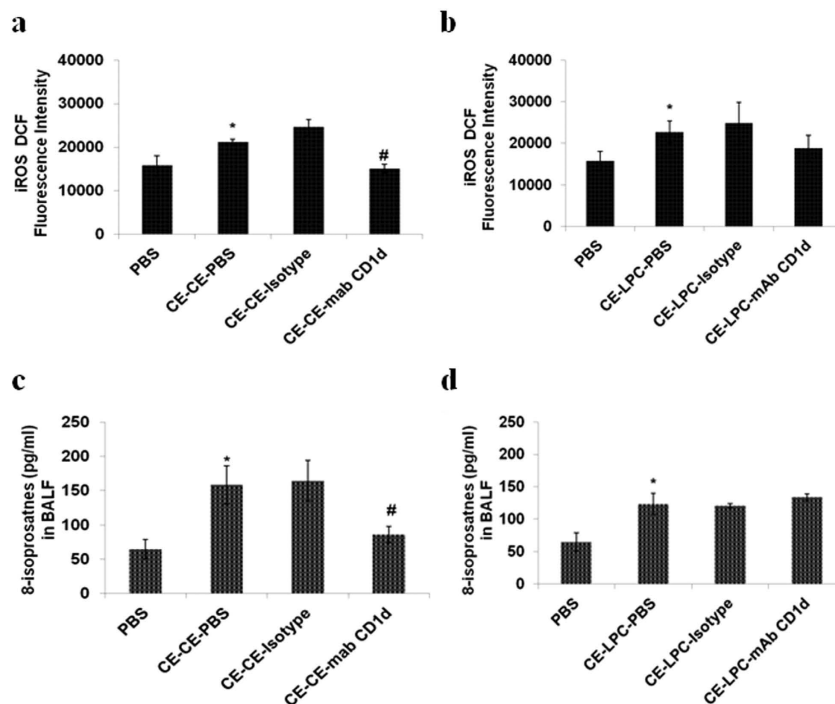 a
iROS DCF
Fluorescence Intensity
40000
30000
20000
10000
0
*
#
PBS
CE-CE-PBS
CE-CE-Isotype
CE-CE-mab CD1d
b
iROS DCF
Fluorescence Intensity
40000
30000
20000
10000
0
*
PBS
CE-LPC-PBS
CE-LPC-Isotype
CE-LPC-mAb CD1d
c
8-isoprosatnes (pg/ml)
in BALF
250
200
150
100
50
0
*
#
PBS
CE-CE-PBS
CE-CE-Isotype
CE-CE-mab CD1d
d
8-isoprosatnes (pg/ml)
in BALF
250
200
150
100
50
0
*
PBS
CE-LPC-PBS
CE-LPC-Isotype
CE-LPC-mAb CD1d